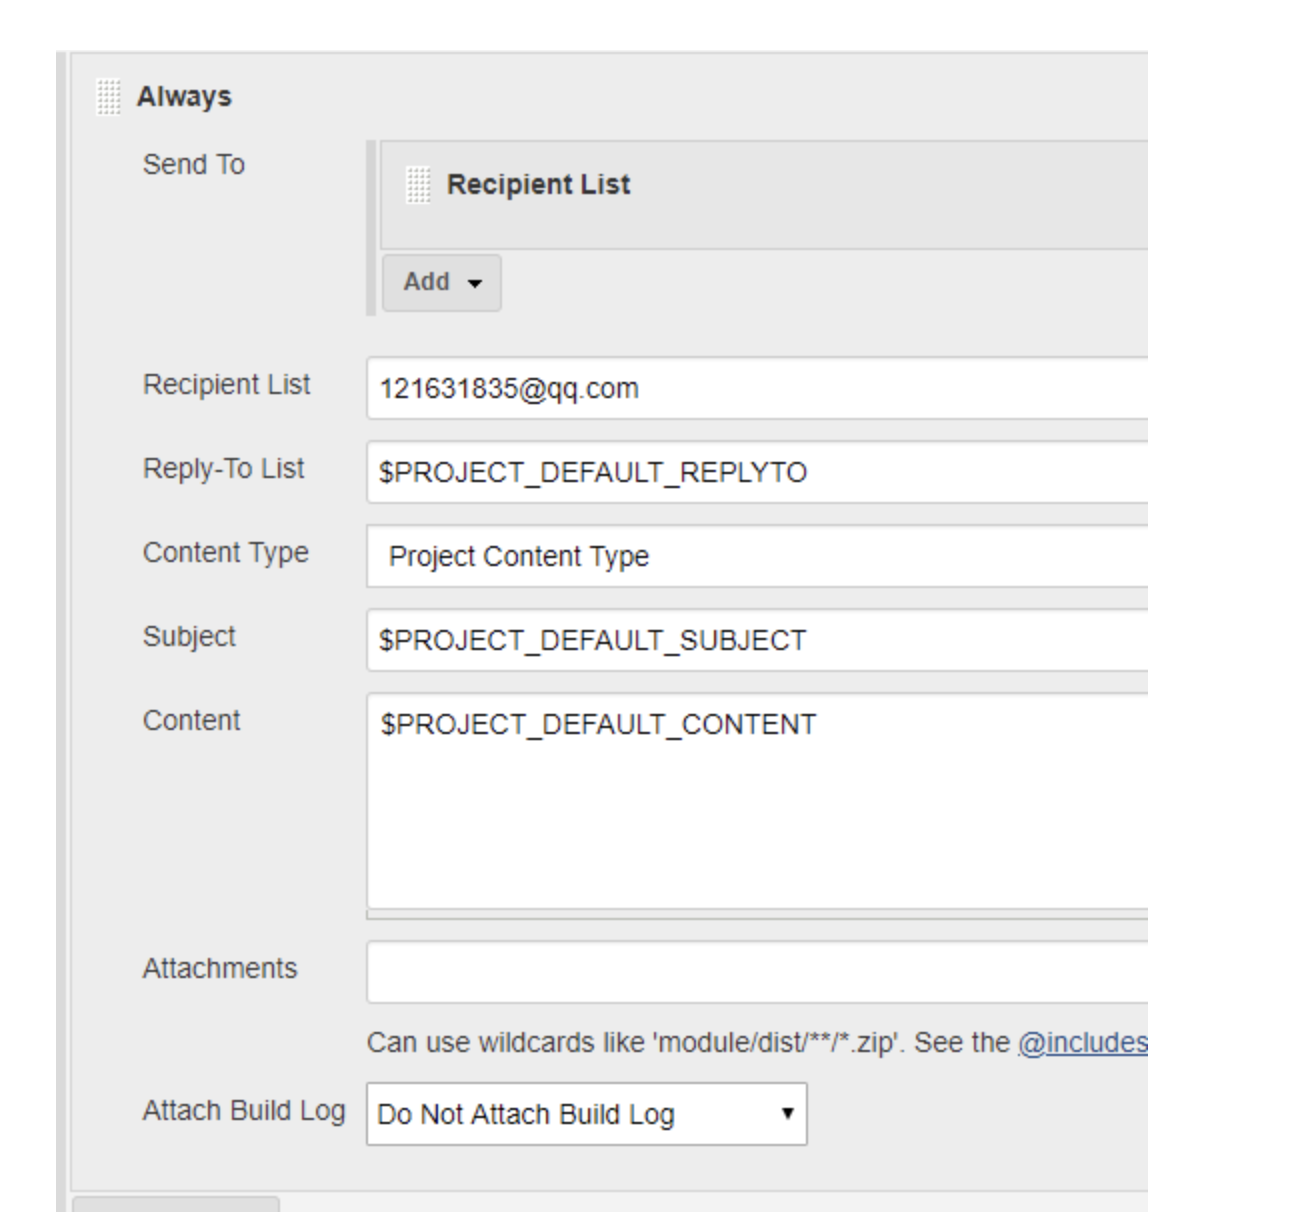 Always
Send To
Recipient List
Add
Recipient List
121631835@qq.com
Reply-To List
$PROJECT_DEFAULT_REPLYTO
Content Type
Project Content Type
Subject
$PROJECT_DEFAULT_SUBJECT
Content
$PROJECT_DEFAULT_CONTENT
Attachments
Can use wildcards like 'module/dist/**/*.zip'. See the @includes
Attach Build Log
Do Not Attach Build Log